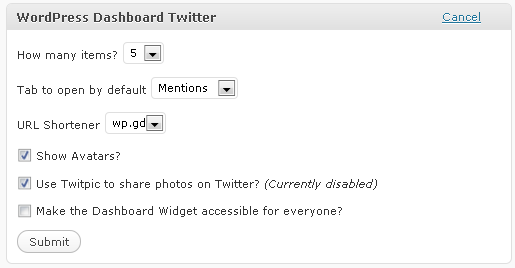 WordPress Dashboard Twitter Cancel
How many items? 5
Tab to open by default Mentions
URL Shortener wp.gd
Show Avatars?
Use Twitpic to share photos on Twitter? (Currently disabled)
Make the Dashboard Widget accessible for everyone?
Submit